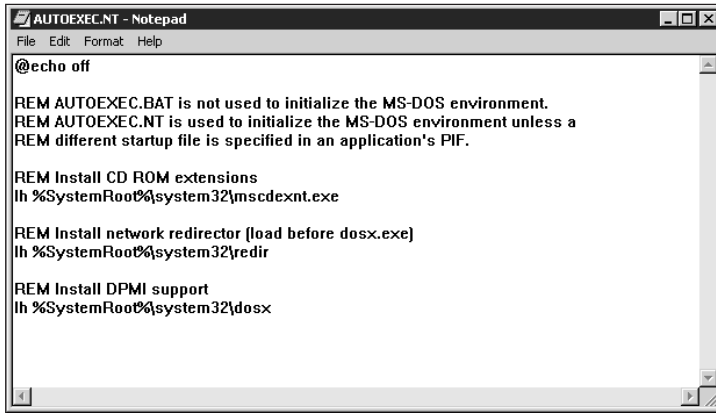 AUTOEXEC.NT - Notepad
File Edit Format Help
@echo off
REM AUTOEXEC.BAT is not used to initialize the MS-DOS environment.
REM AUTOEXEC.NT is used to initialize the MS-DOS environment unless a
REM different startup file is specified in an application's PIF.
REM Install CD ROM extensions
lh %SystemRoot%\system32\mscdexnt.exe
REM Install network redirector (load before dosx.exe)
lh %SystemRoot%\system32\redir
REM Install DPMI support
lh %SystemRoot%\system32\dosx